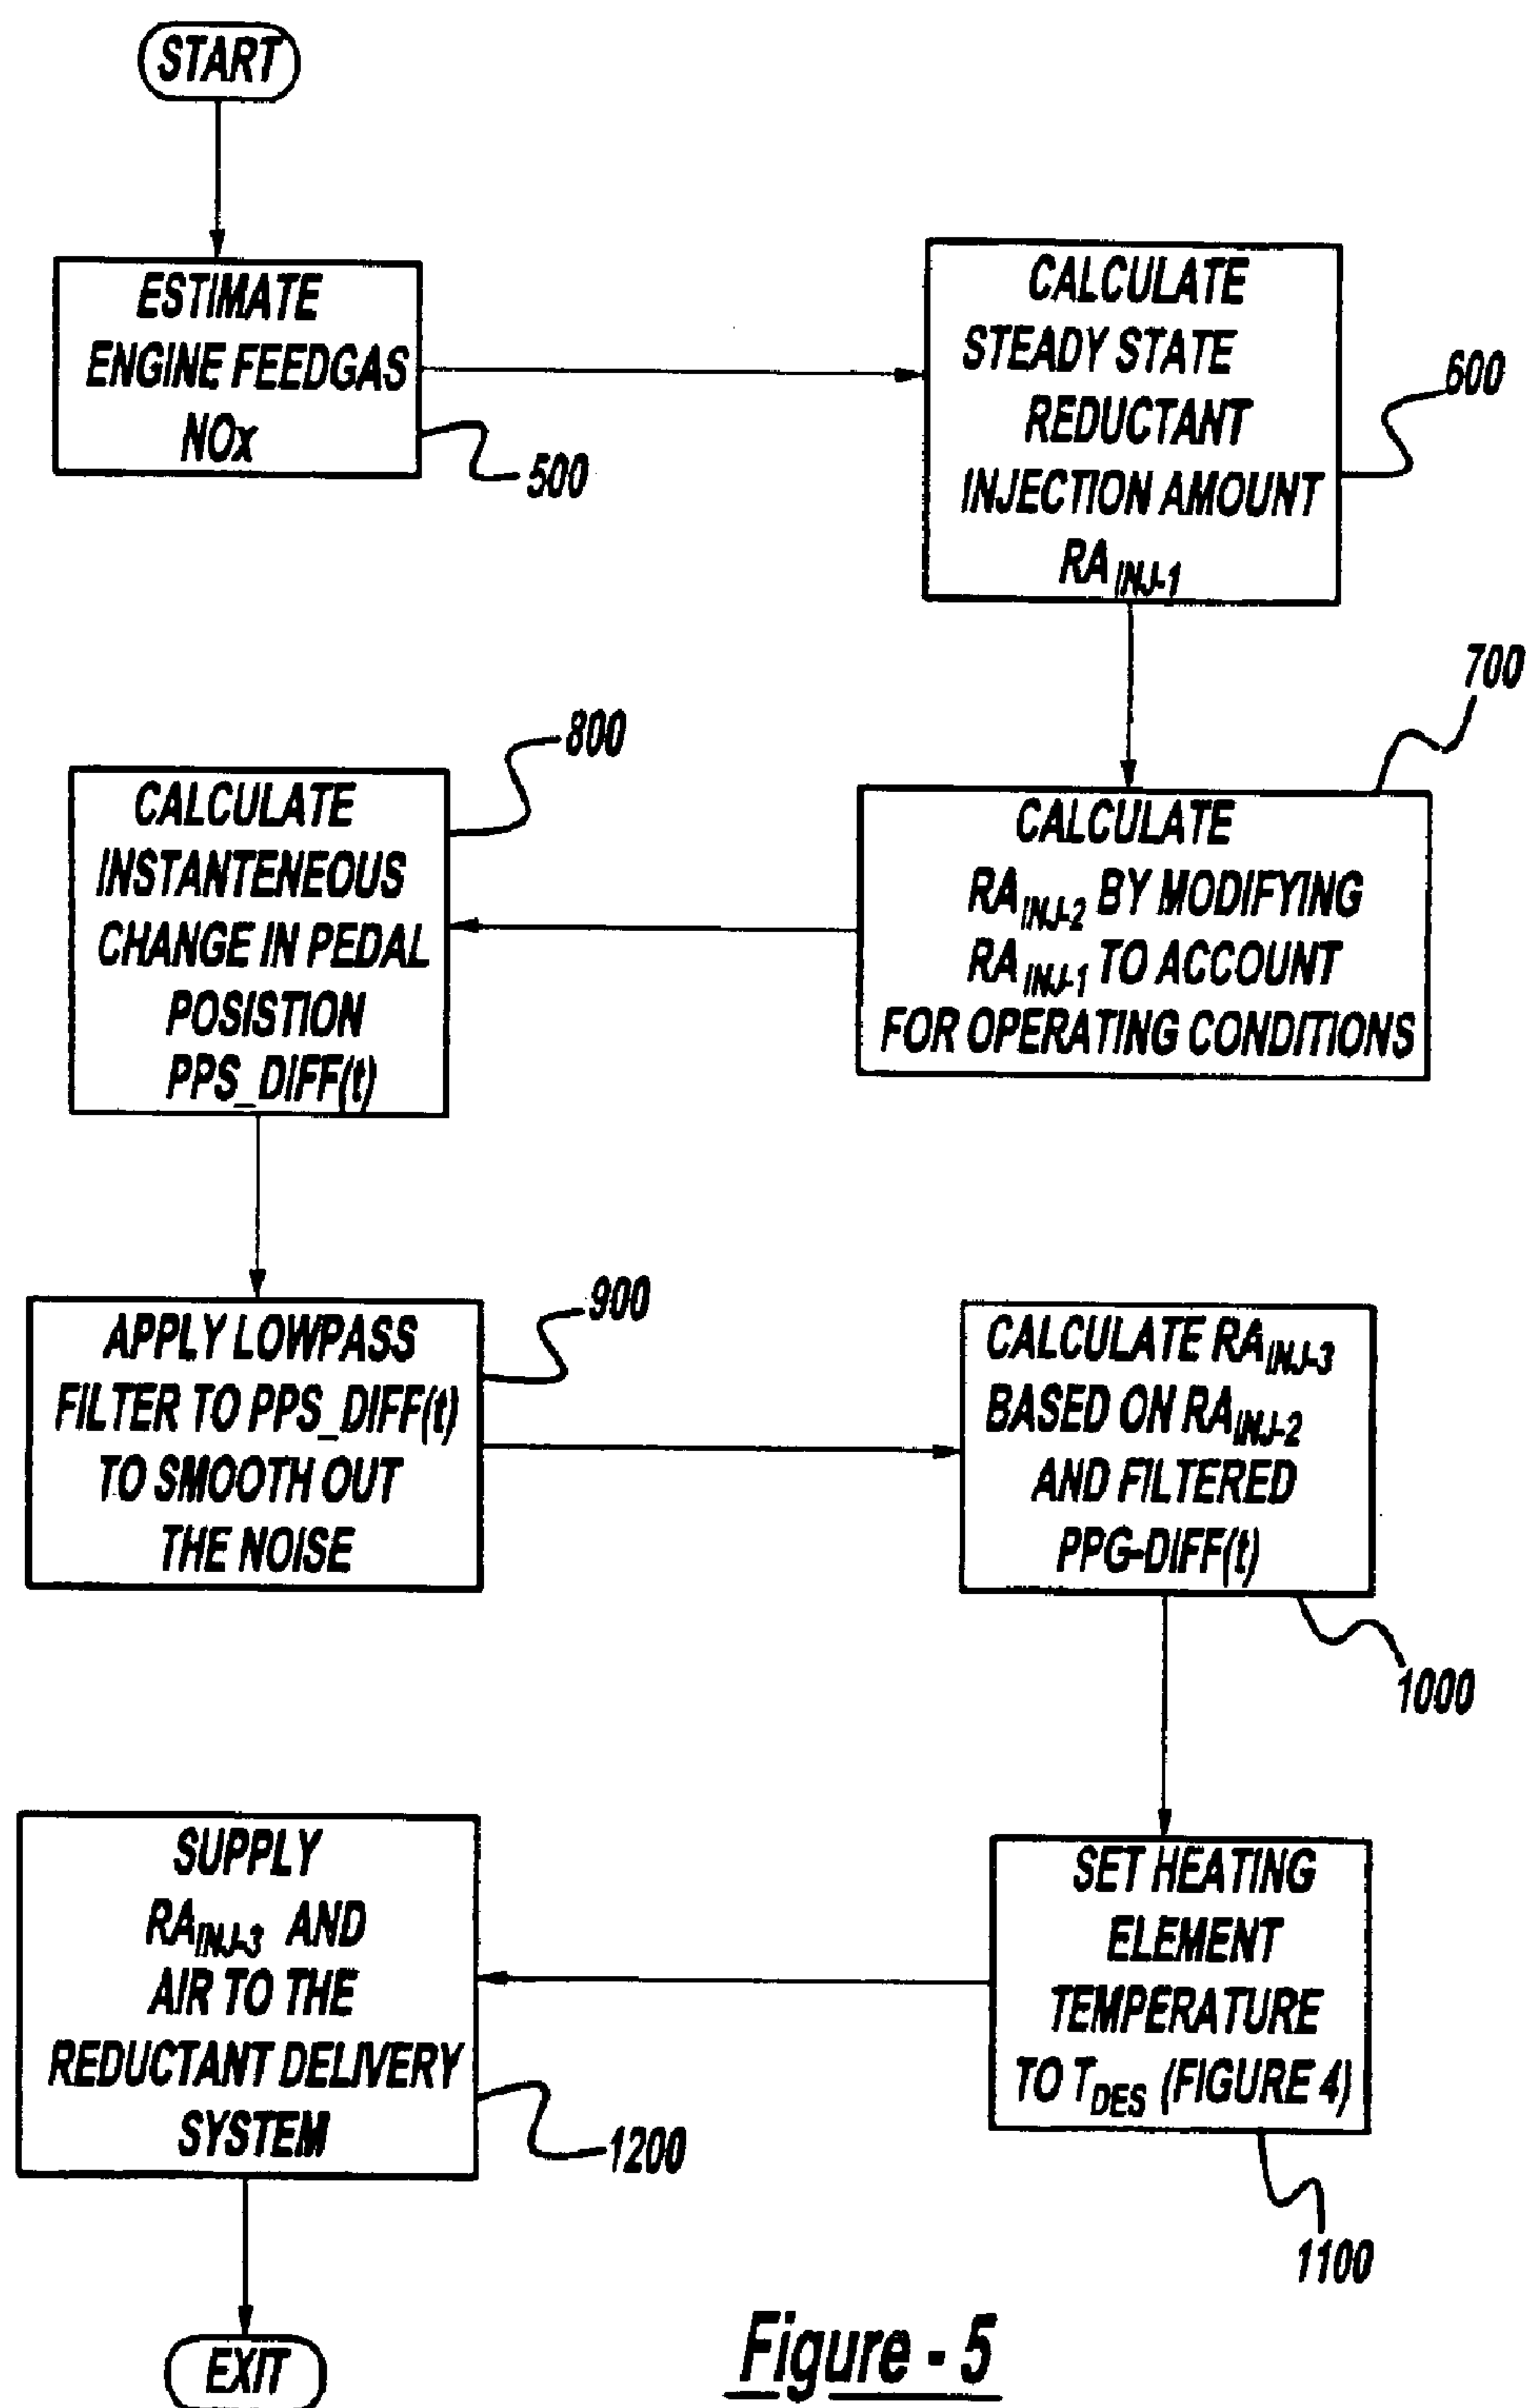 START
ESTIMATE
ENGINE FEEDGAS
NOx
500
CALCULATE
STEADY STATE
REDUCTANT
INJECTION AMOUNT
RA INJ-1
600
700
CALCULATE
RA INJ-2 BY MODIFYING
RA INJ-1 TO ACCOUNT
FOR OPERATING CONDITIONS
800
CALCULATE
INSTANTENEOUS
CHANGE IN PEDAL
POSISTION
PPS_DIFF(t)
900
APPLY LOWPASS
FILTER TO PPS_DIFF(t)
TO SMOOTH OUT
THE NOISE
CALCULATE RA INJ-3
BASED ON RA INJ-2
AND FILTERED
PPG-DIFF(t)
1000
SET HEATING
ELEMENT
TEMPERATURE
TO T DES (FIGURE 4)
1100
SUPPLY
RA INJ-3 AND
AIR TO THE
REDUCTANT DELIVERY
SYSTEM
1200
EXIT
Figure - 5